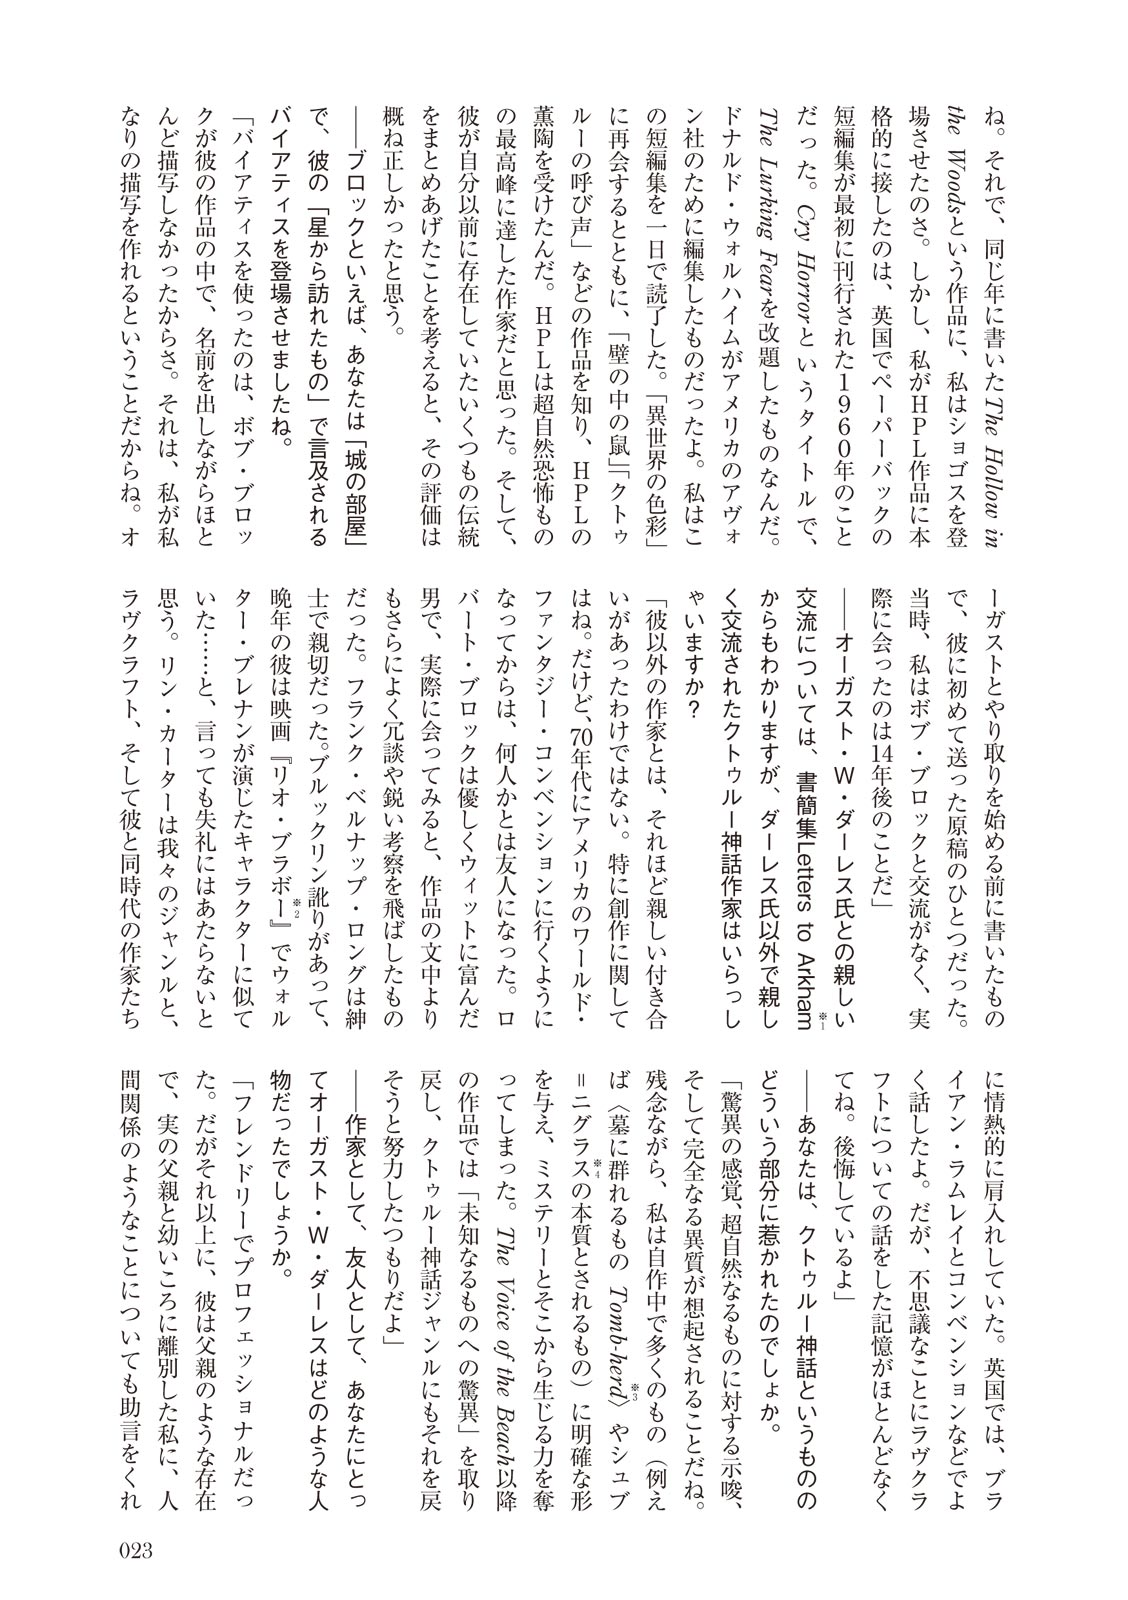 ね。それで、同じ年に書いたThe Hollow in
the Woodsという作品に、私はショゴスを登
場させたのさ。しかし、私がHPL作品に本
格的に接したのは、英国でペーパーバックの
短編集が最初に刊行された1960年のこと
だった。Cry Horrorというタイトルで、
The Lurking Fearを改題したものなんだ。
ドナルド・ウォルハイムがアメリカのアヴォ
ン社のために編集したものだったよ。私はこ
の短編集を一日で読了した。「異世界の色彩」
に再会するとともに、「壁の中の鼠」「クトゥ
ルーの呼び声」などの作品を知り、HPLの
薫陶を受けたんだ。HPLは超自然恐怖もの
の最高峰に達した作家だと思った。そして、
彼が自分以前に存在していたいくつもの伝統
をまとめあげたことを考えると、その評価は
概ね正しかったと思う。
――ブロックといえば、あなたは「城の部屋」
で、彼の「星から訪れたもの」で言及される
バイアティスを登場させましたね。
「バイアティスを使ったのは、ボブ・ブロッ
クが彼の作品の中で、名前を出しながらほと
んど描写しなかったからさ。それは、私が私
なりの描写を作れるということだからね。オ
ーガストとやり取りを始める前に書いたもの
で、彼に初めて送った原稿のひとつだった。
当時、私はボブ・ブロックと交流がなく、実
際に会ったのは14年後のことだ」
――オーガスト・W・ダーレス氏との親しい
交流については、書簡集Letters to Arkham※1
からもわかりますが、ダーレス氏以外で親し
く交流されたクトゥルー神話作家はいらっし
ゃいますか？
「彼以外の作家とは、それほど親しい付き合
いがあったわけではない。特に創作に関して
はね。だけど、70年代にアメリカのワールド・
ファンタジー・コンベンションに行くように
なってからは、何人かとは友人になった。ロ
バート・ブロックは優しくウィットに富んだ
男で、実際に会ってみると、作品の文中より
もさらによく冗談や鋭い考察を飛ばしたもの
だった。フランク・ベルナップ・ロングは紳
士で親切だった。ブルックリン訛りがあって、
晩年の彼は映画『リオ・ブラボー』※2でウォル
ター・ブレナンが演じたキャラクターに似て
いた……と、言っても失礼にはあたらないと
思う。リン・カーターは我々のジャンルと、
ラヴクラフト、そして彼と同時代の作家たち
に情熱的に肩入れしていた。英国では、ブラ
イアン・ラムレイとコンベンションなどでよ
く話したよ。だが、不思議なことにラヴクラ
フトについての話をした記憶がほとんどなく
てね。後悔しているよ」
――あなたは、クトゥルー神話というものの
どういう部分に惹かれたのでしょか。
「驚異の感覚、超自然なるものに対する示唆、
そして完全なる異質が想起されることだね。
残念ながら、私は自作中で多くのもの（例え
ば〈墓に群れるもの Tomb-herd〉※3やシュブ
＝ニグラス※4の本質とされるもの）に明確な形
を与え、ミステリーとそこから生じる力を奪
ってしまった。The Voice of the Beach以降
の作品では「未知なるものへの驚異」を取り
戻し、クトゥルー神話ジャンルにもそれを戻
そうと努力したつもりだよ」
――作家として、友人として、あなたにとっ
てオーガスト・W・ダーレスはどのような人
物だったでしょうか。
「フレンドリーでプロフェッショナルだっ
た。だがそれ以上に、彼は父親のような存在
で、実の父親と幼いころに離別した私に、人
間関係のようなことについても助言をくれ
023